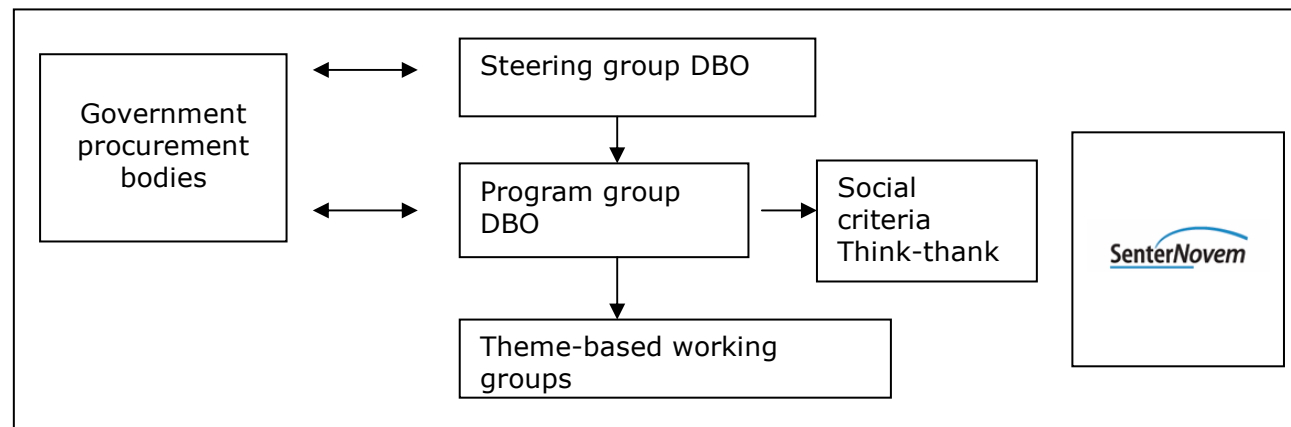 Steering group DBO
Government
procurement
bodies
Program group
DBO
Social
criteria
Think-thank
SenterNovem
Theme-based working
groups